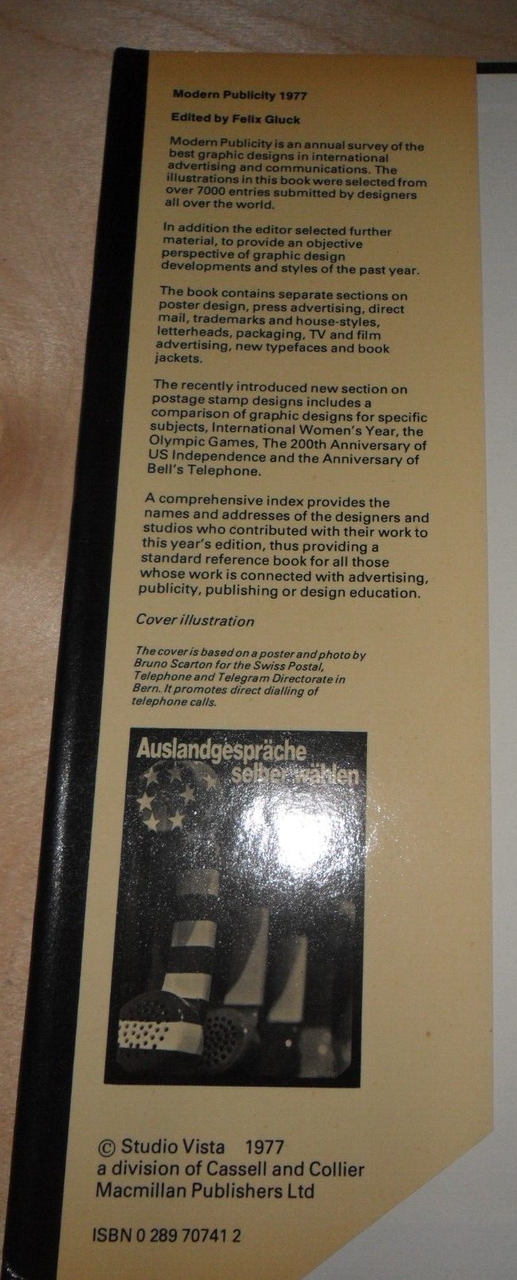 Modern Publicity 1977
Edited by Felix Gluck
Modern Publicity is an annual survey of the
best graphic designs in international
advertising and communications. The
illustrations in this book were selected from
over 7000 entries submitted by designers
all over the world.
In addition the editor selected further
material, to provide an objective
perspective of graphic design
developments and styles of the past year.
The book contains separate sections on
poster design, press advertising, direct
mail, trademarks and house-styles,
letterheads, packaging, TV and film
advertising, new typefaces and book
jackets.
The recently introduced new section on
postage stamp designs includes a
comparison of graphic designs for specific
subjects, International Women's Year, the
Olympic Games, The 200th Anniversary of
US Independence and the Anniversary of
Bell's Telephone.
A comprehensive index provides the
names and addresses of the designers and
studios who contributed with their work to
this year's edition, thus providing a
standard reference book for all those
whose work is connected with advertising,
publicity, publishing or design education.
Cover illustration
The cover is based on a poster and photo by
Bruno Scarton for the Swiss Postal,
Telephone and Telegram Directorate in
Bern. It promotes direct dialling of
telephone calls.
Auslandgespräche
selber wählen
© Studio Vista 1977
a division of Cassell and Collier
Macmillan Publishers Ltd
ISBN 0 289 70741 2